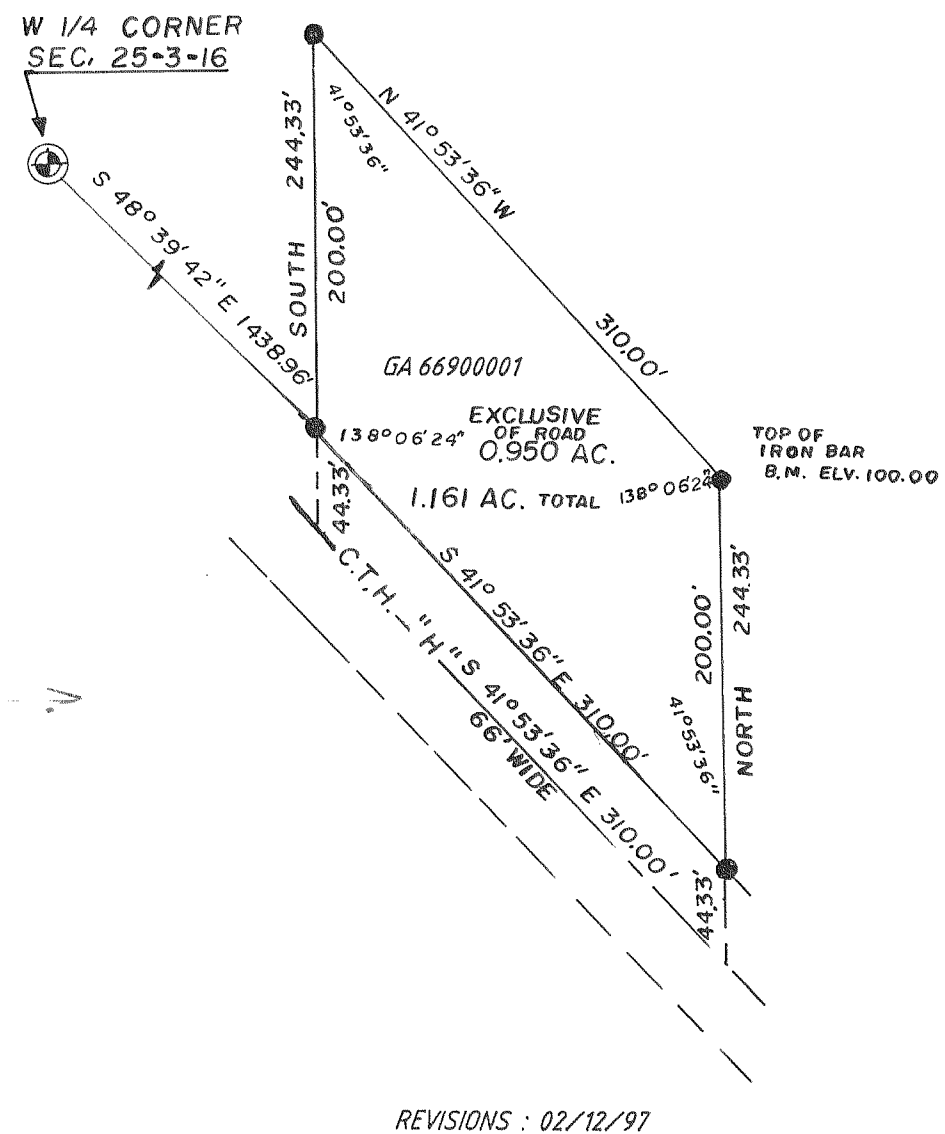 W 1/4 CORNER
SEC. 25-3-16
S 48° 39' 42" E 1438.96'
SOUTH 244.33'
200.00'
41° 53' 36"
N 41° 53' 36" W
310.00'
GA 66900001
EXCLUSIVE
OF ROAD
0.950 AC.
1.161 AC. TOTAL
138° 06' 24"
138° 06 24"
TOP OF
IRON BAR
B.M. ELV. 100.00
44.33'
S 41° 53' 36" E 310.00'
C.T.H. "H" S 41° 53' 36" E 310.00'
66' WIDE
200.00'
NORTH 244.33'
41° 53' 36"
44.33'
REVISIONS : 02/12/97